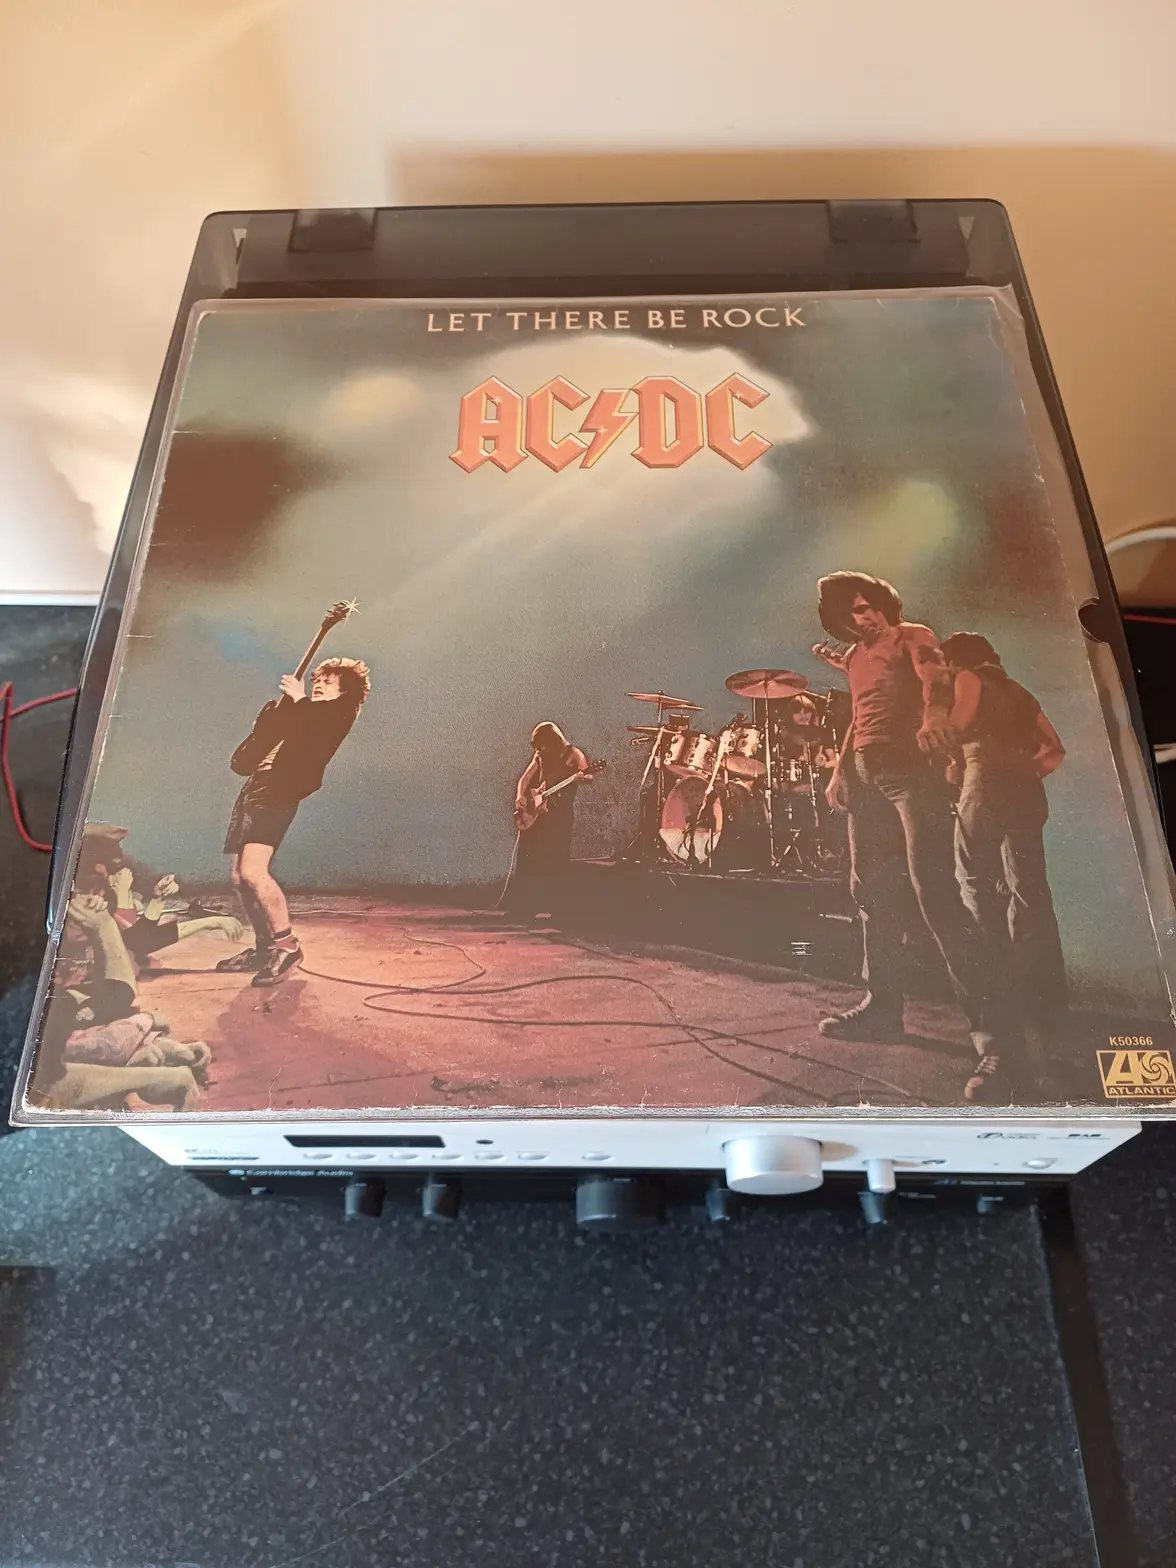 LET THERE BE ROCK
AC DC
K50366
ATLANTIC
Cambridge Audio